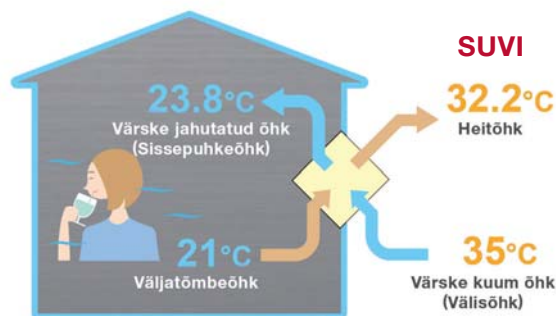 SUVI
23.8°C
Värske jahutatud õhk
(Sissepuhkeõhk)
32.2°C
Heitõhk
21°C
Väljatõmbeõhk
35°C
Värske kuum õhk
(Välisõhk)